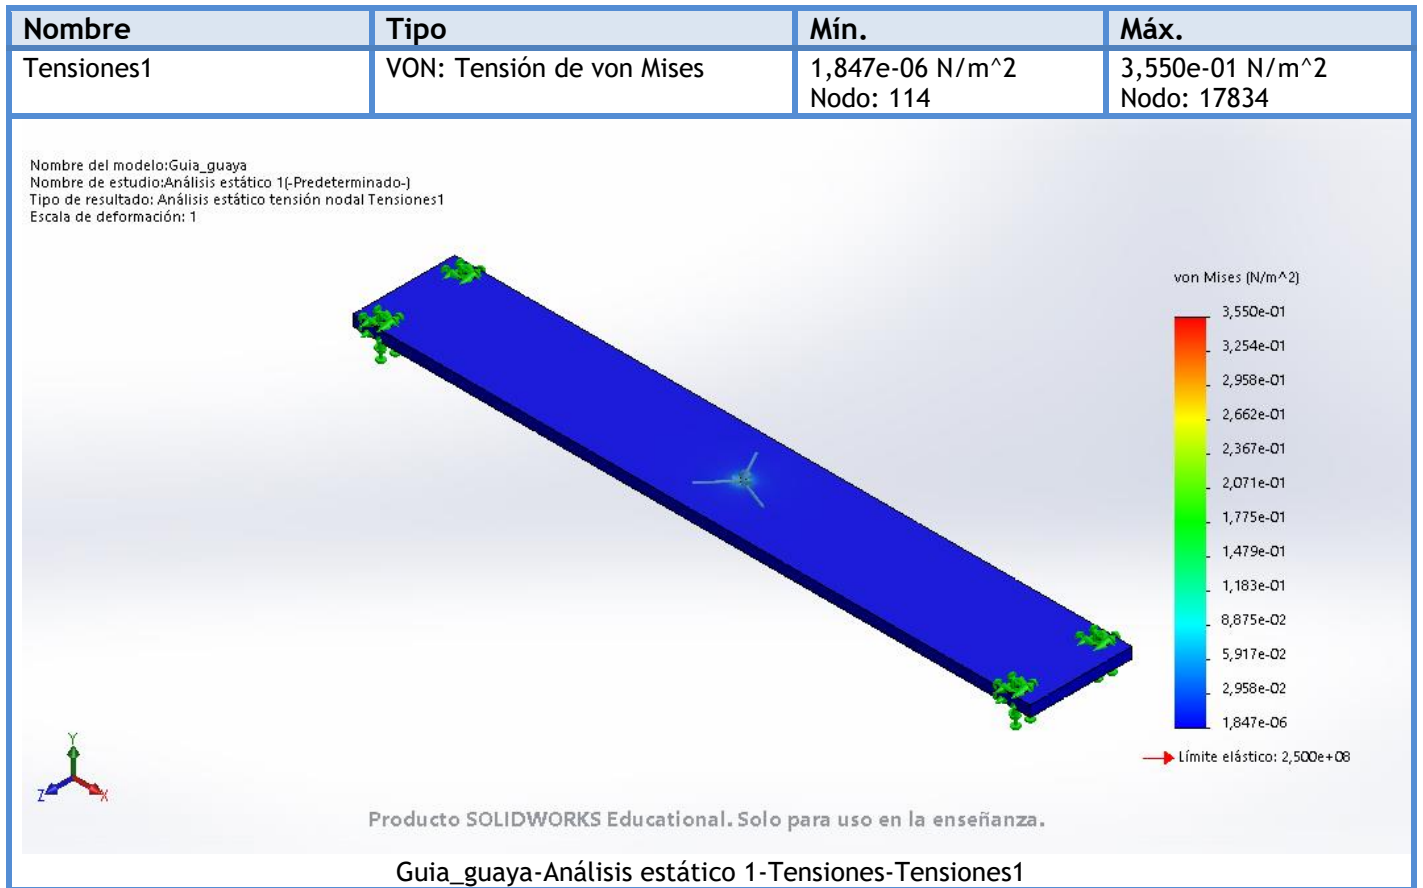 Nombre Tipo Mín. Máx.
Tensiones1 VON: Tensión de von Mises 1,847e-06 N/m^2 3,550e-01 N/m^2
Nodo: 114 Nodo: 17834
Nombre del modelo:Guia_guaya
Nombre de estudio:Análisis estático 1(-Predeterminado-)
Tipo de resultado: Análisis estático tensión nodal Tensiones1
Escala de deformación: 1
von Mises (N/m^2)
3,550e-01
3,254e-01
2,958e-01
2,662e-01
2,367e-01
2,071e-01
1,775e-01
1,479e-01
1,183e-01
8,875e-02
5,917e-02
2,958e-02
1,847e-06
Límite elástico: 2,500e+08
Y
Z X
Producto SOLIDWORKS Educational. Solo para uso en la enseñanza.
Guia_guaya-Análisis estático 1-Tensiones-Tensiones1